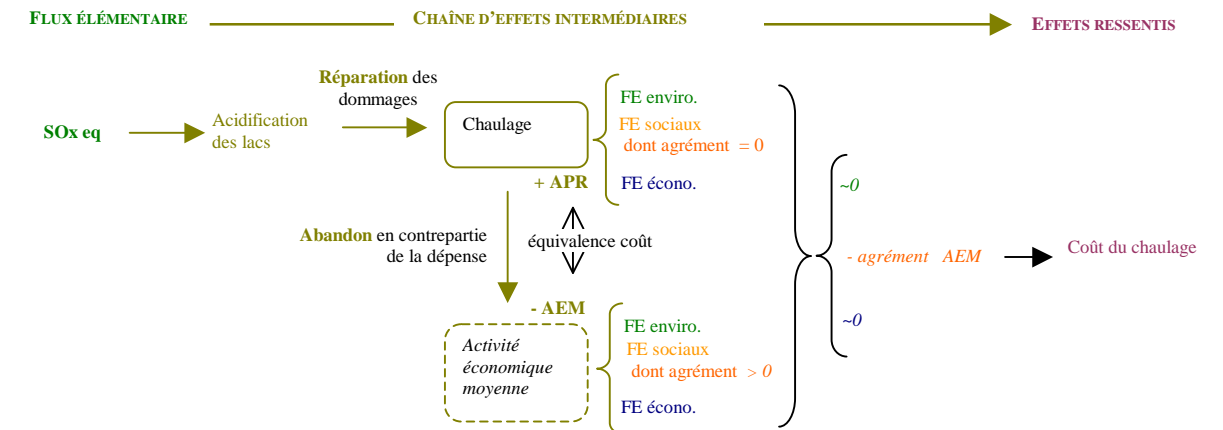 FLUX ÉLÉMENTAIRE
CHAÎNE D'EFFETS INTERMÉDIAIRES
EFFETS RESSENTIS
SOx eq
Acidification
des lacs
Réparation des
dommages
Chaulage
FE enviro.
FE sociaux
dont agrément = 0
FE écono.
+ APR
Abandon en contrepartie
de la dépense
équivalence coût
- AEM
Activité
économique
moyenne
FE enviro.
FE sociaux
dont agrément > 0
FE écono.
~0
- agrément AEM
~0
Coût du chaulage